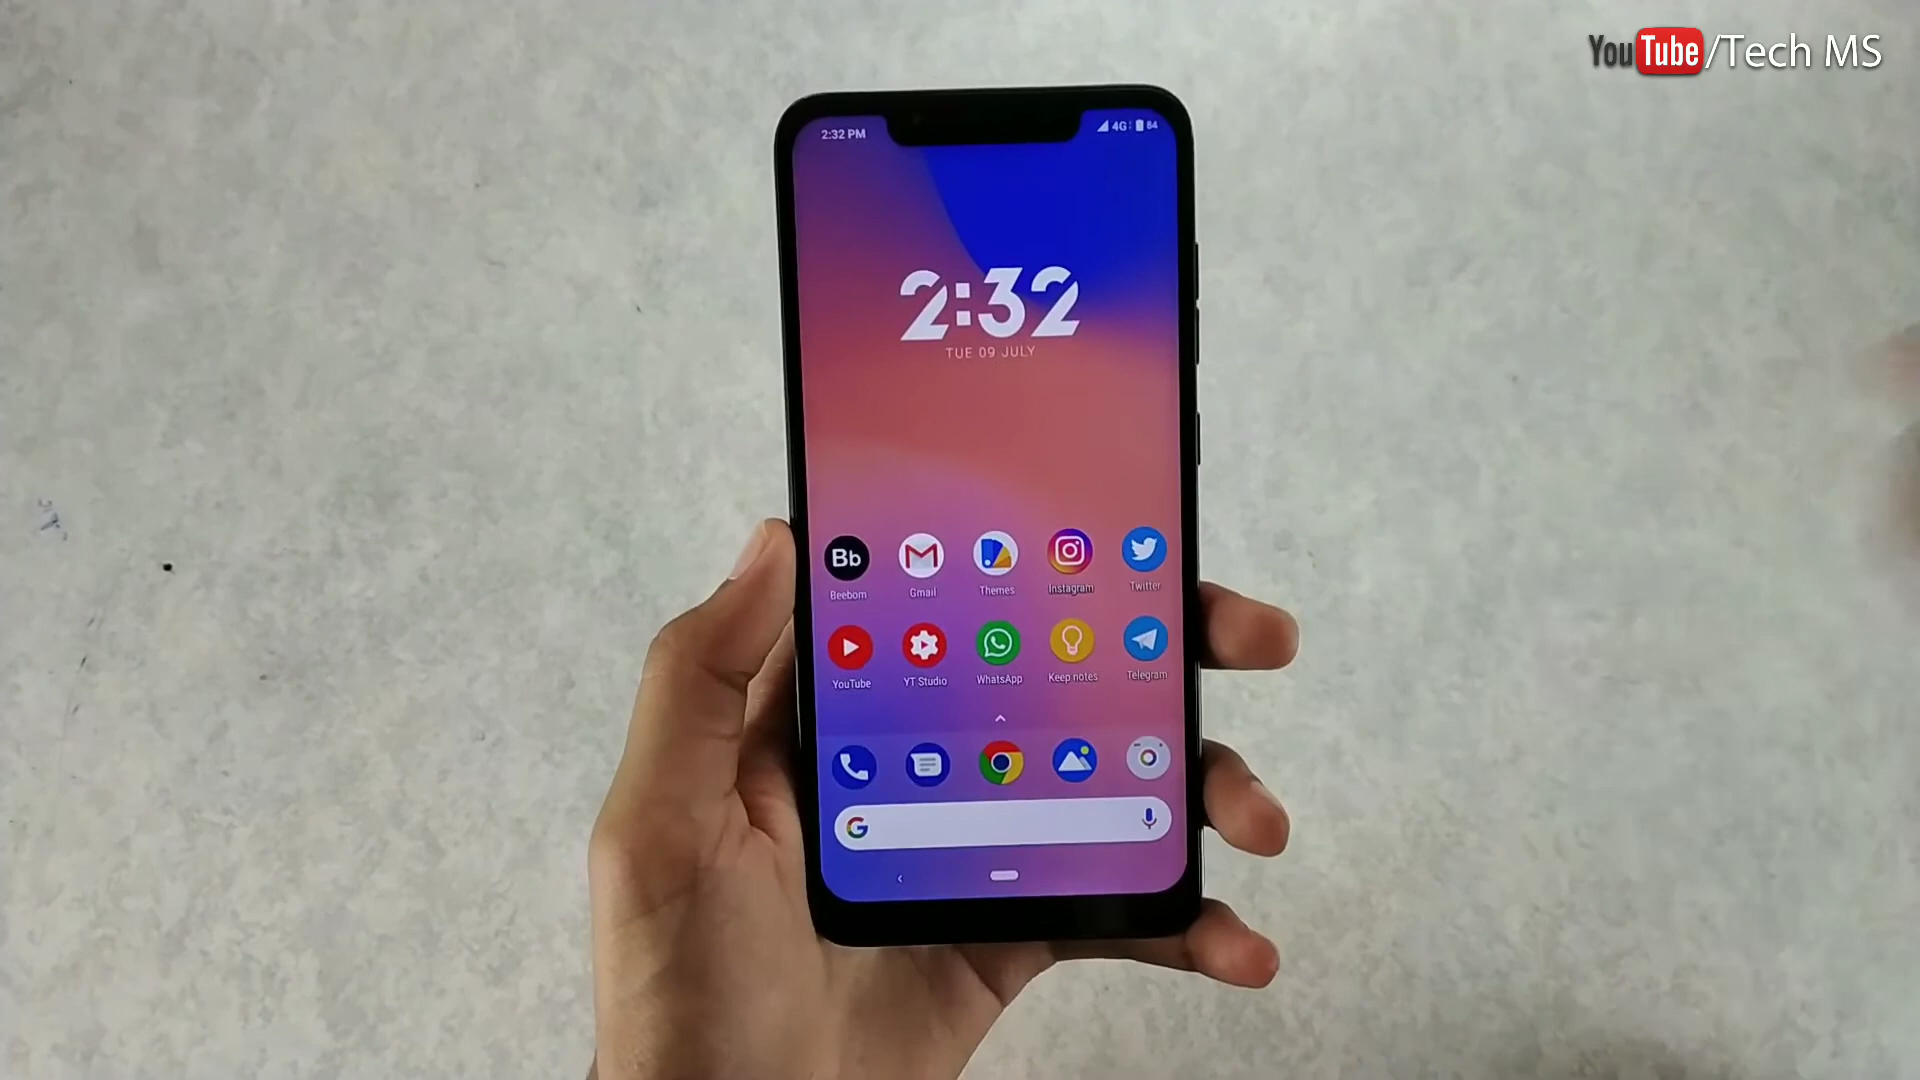 YouTube/Tech MS
2:32 PM
4G 84
2:32
TUE 09 JULY
Bb
Beebom Gmail Themes Instagram Twitter
YouTube YT Studio WhatsApp Keep notes Telegram
G